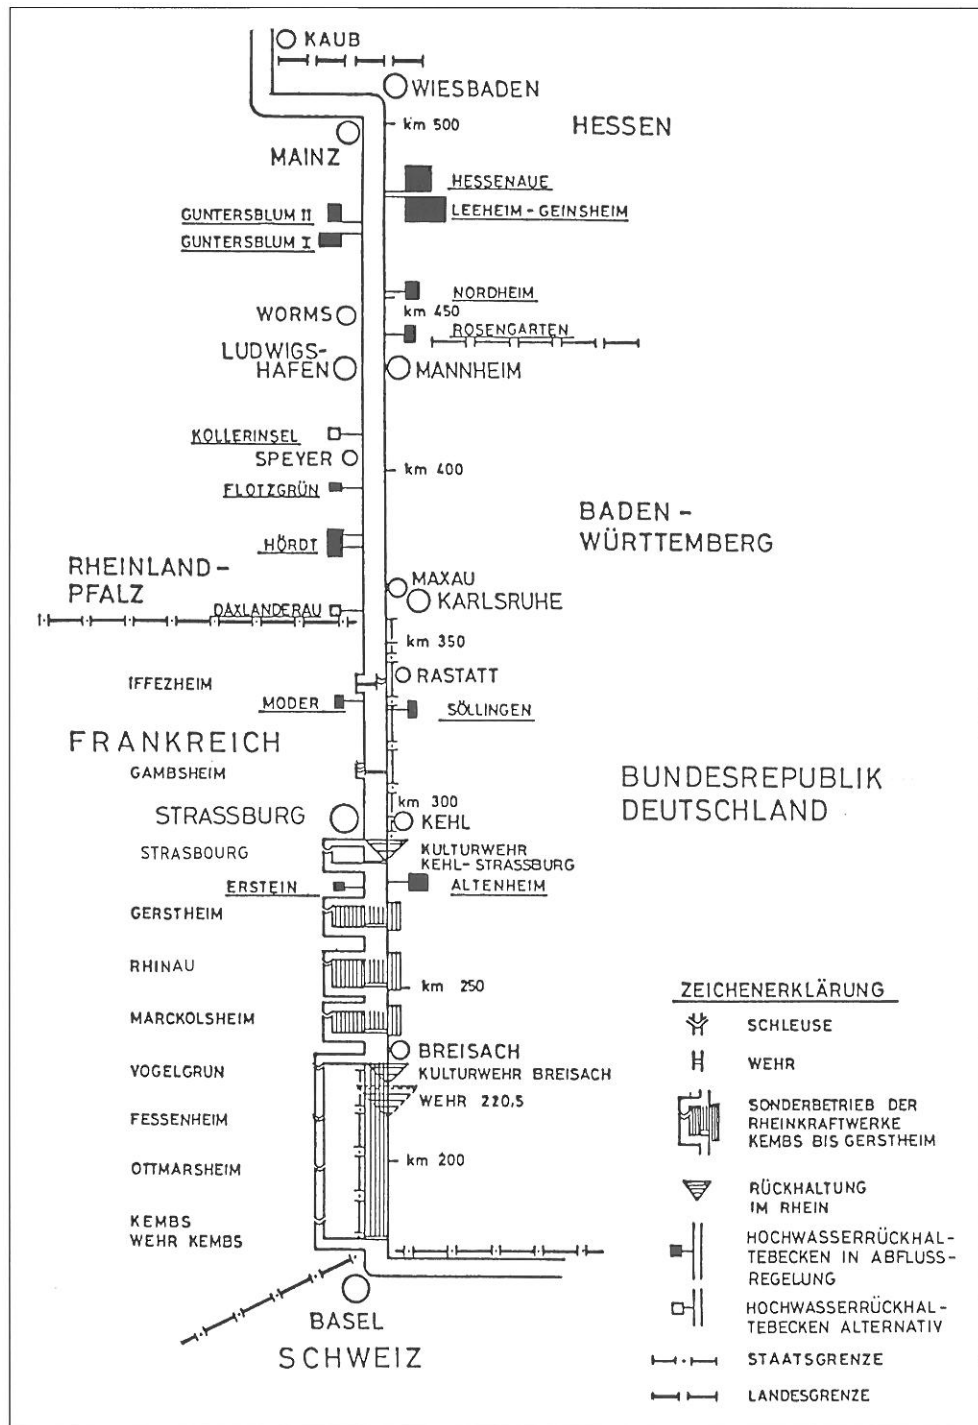 KAUB
WIESBADEN
km 500
HESSEN
MAINZ
HESSENAUE
GUNTERSBLUM II
LEEHEIM-GEINSHEIM
GUNTERSBLUM I
NORDHEIM
WORMS
km 450
ROSENGARTEN
LUDWIGS-
HAFEN
MANNHEIM
KOLLERINSEL
SPEYER
km 400
FLOTZGRÜN
BADEN-
WÜRTTEMBERG
HÖRDT
RHEINLAND-
PFALZ
MAXAU
KARLSRUHE
DAXLANDERAU
km 350
IFFEZHEIM
RASTATT
MODER
SÖLLINGEN
FRANKREICH
GAMBSHEIM
BUNDESREPUBLIK
DEUTSCHLAND
km 300
STRASSBURG
KEHL
STRASBOURG
KULTURWEHR
KEHL-STRASSBURG
ERSTEIN
ALTENHEIM
GERSTHEIM
RHINAU
km 250
MARCKOLSHEIM
BREISACH
VOGELGRUN
KULTURWEHR BREISACH
WEHR 220,5
FESSENHEIM
km 200
OTTMARSHEIM
KEMBS
WEHR KEMBS
BASEL
SCHWEIZ
ZEICHENERKLÄRUNG
SCHLEUSE
WEHR
SONDERBETRIEB DER
RHEINKRAFTWERKE
KEMBS BIS GERSTHEIM
RÜCKHALTUNG
IM RHEIN
HOCHWASSERRÜCKHAL-
TEBECKEN IN ABFLUSS-
REGELUNG
HOCHWASSERRÜCKHAL-
TEBECKEN ALTERNATIV
STAATSGRENZE
LANDESGRENZE